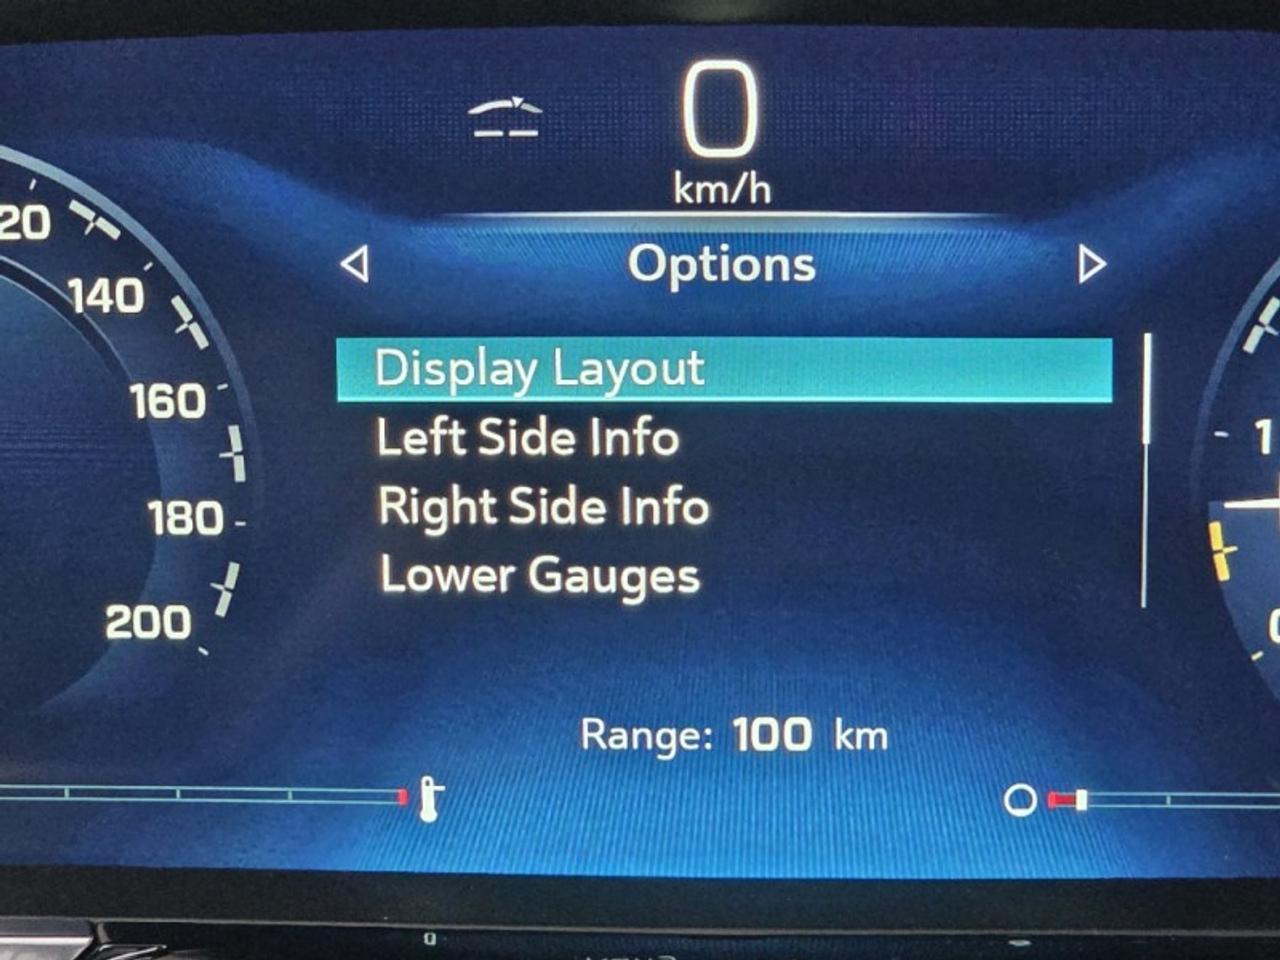 0
km/h
Options
Display Layout
Left Side Info
Right Side Info
Lower Gauges
Range: 100 km
20
140
160
180
200
1